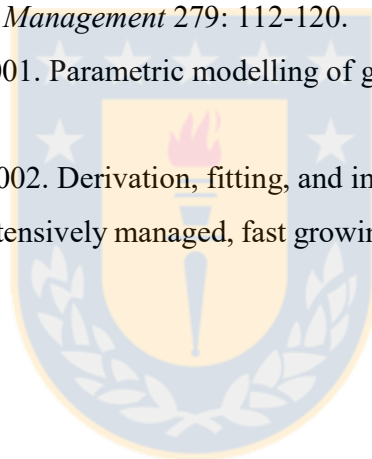 Management 279: 112-120.
001. Parametric modelling of g
002. Derivation, fitting, and in
tensively managed, fast growin